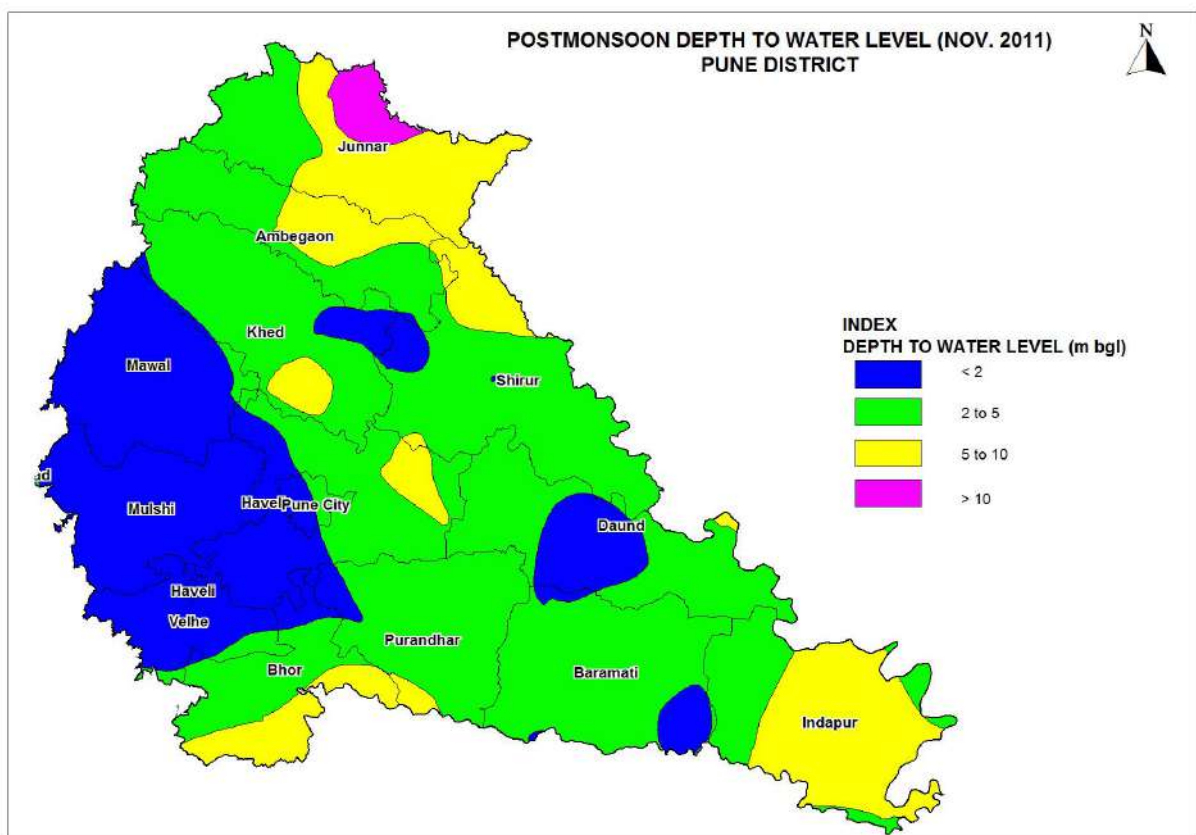 POSTMONSOON DEPTH TO WATER LEVEL (NOV. 2011)
PUNE DISTRICT
N
Junnar
Ambegaon
Khed
Mawal
Shirur
INDEX
DEPTH TO WATER LEVEL (m bgl)
< 2
2 to 5
5 to 10
> 10
ad
Mulshi
Haveli
Pune City
Daund
Haveli
Velhe
Purandhar
Bhor
Baramati
Indapur